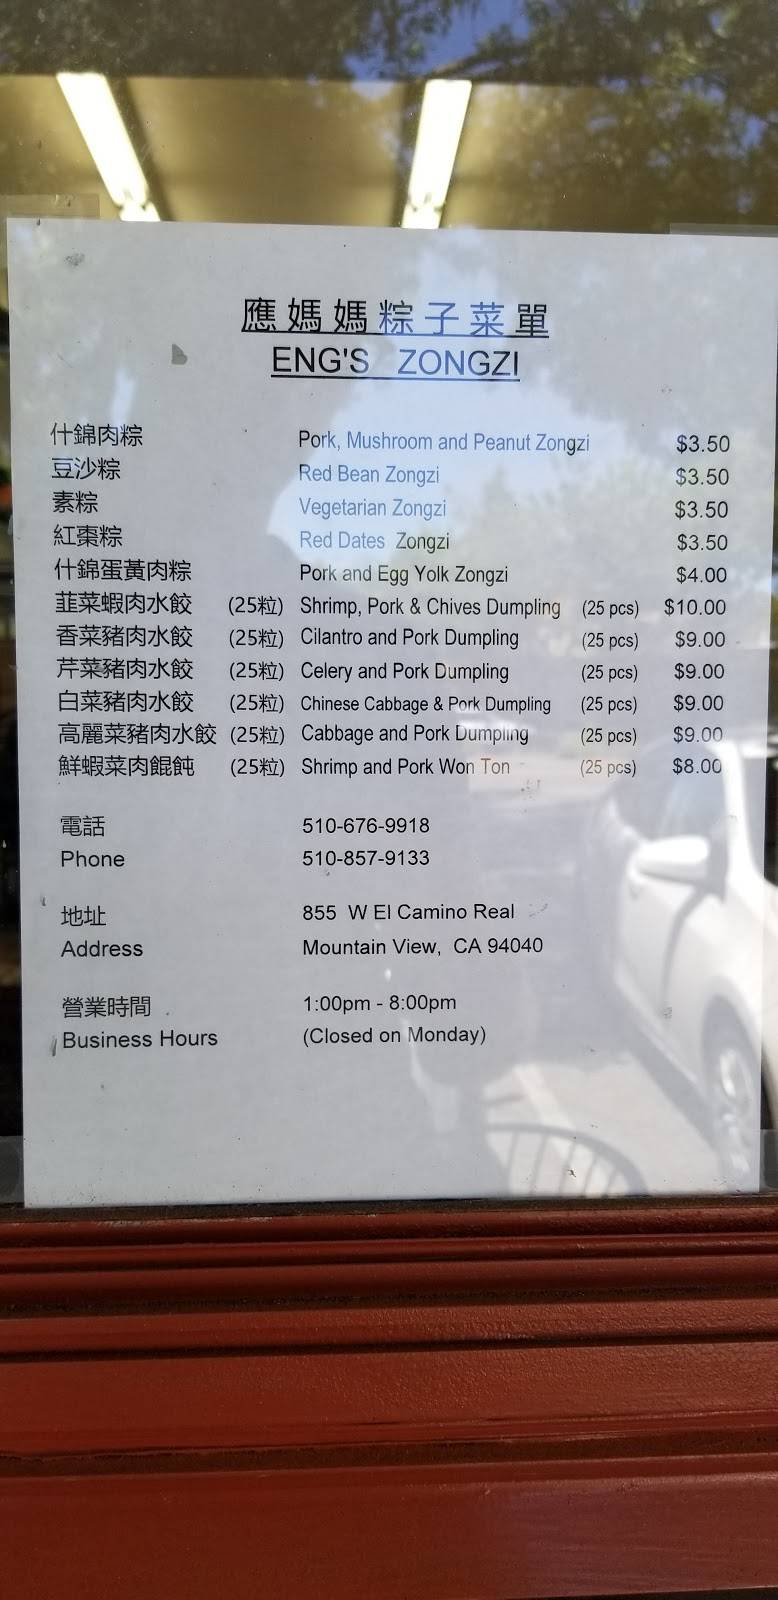 應媽媽粽子菜單
ENG'S ZONGZI
什錦肉粽 Pork, Mushroom and Peanut Zongzi $3.50
豆沙粽 Red Bean Zongzi $3.50
素粽 Vegetarian Zongzi $3.50
紅棗粽 Red Dates Zongzi $3.50
什錦蛋黃肉粽 Pork and Egg Yolk Zongzi $4.00
韮菜蝦肉水餃 (25粒) Shrimp, Pork & Chives Dumpling (25 pcs) $10.00
香菜豬肉水餃 (25粒) Cilantro and Pork Dumpling (25 pcs) $9.00
芹菜豬肉水餃 (25粒) Celery and Pork Dumpling (25 pcs) $9.00
白菜豬肉水餃 (25粒) Chinese Cabbage & Pork Dumpling (25 pcs) $9.00
高麗菜豬肉水餃 (25粒) Cabbage and Pork Dumpling (25 pcs) $9.00
鮮蝦菜肉餛飩 (25粒) Shrimp and Pork Won Ton (25 pcs) $8.00
電話 510-676-9918
Phone 510-857-9133
地址 855 W El Camino Real
Address Mountain View, CA 94040
營業時間 1:00pm - 8:00pm
Business Hours (Closed on Monday)